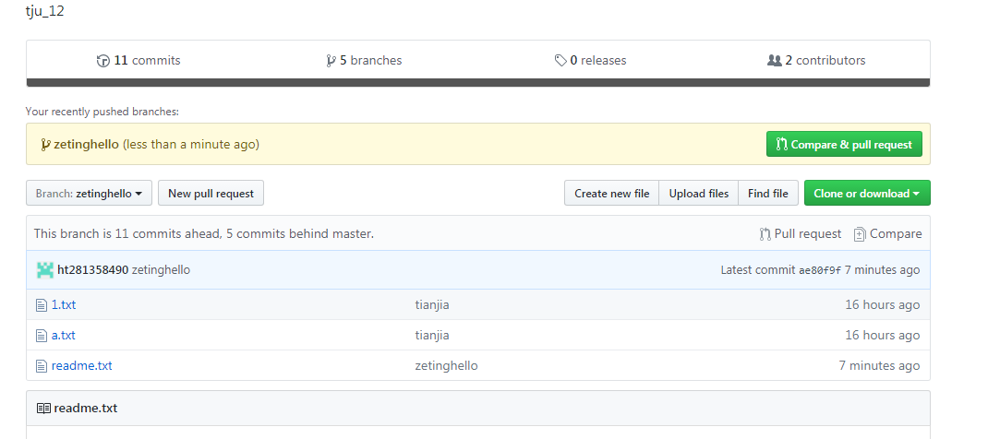 tju_12
11 commits 5 branches 0 releases 2 contributors
Your recently pushed branches:
zetinghello (less than a minute ago) Compare & pull request
Branch: zetinghello New pull request Create new file Upload files Find file Clone or download
This branch is 11 commits ahead, 5 commits behind master. Pull request Compare
ht281358490 zetinghello Latest commit ae80f9f 7 minutes ago
1.txt tianjia 16 hours ago
a.txt tianjia 16 hours ago
readme.txt zetinghello 7 minutes ago
readme.txt